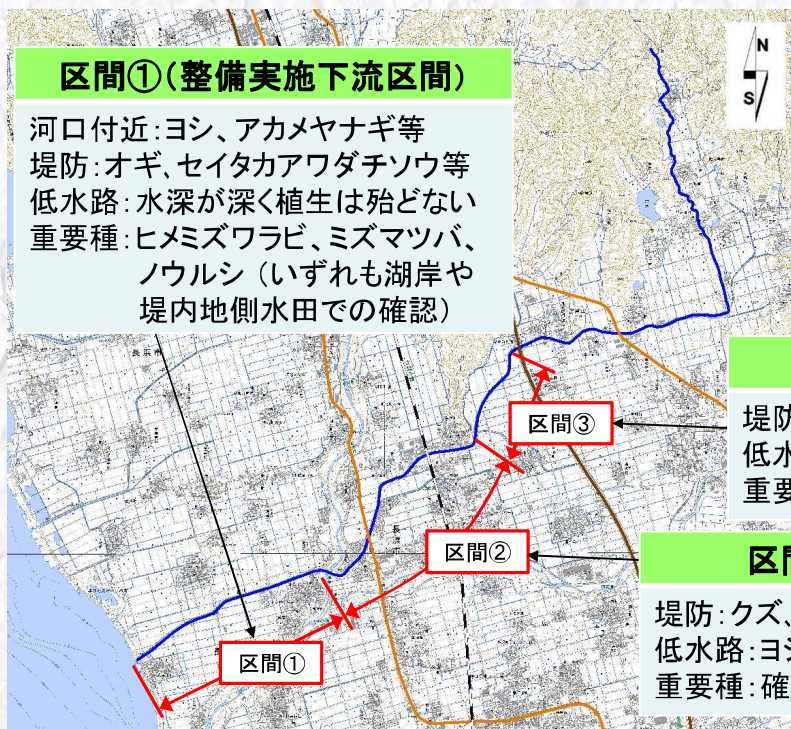 区間①(整備実施下流区間)
河口付近:ヨシ、アカメヤナギ等
堤防:オギ、セイタカアワダチソウ等
低水路:水深が深く植生は殆どない
重要種:ヒメミズワラビ、ミズマツバ、
ノウルシ (いずれも湖岸や
堤内地側水田での確認)
N
S
区間③
堤防
低水
重要
区間②
区間
堤防:クズ、
低水路:ヨシ
重要種:確
区間①
長浜市